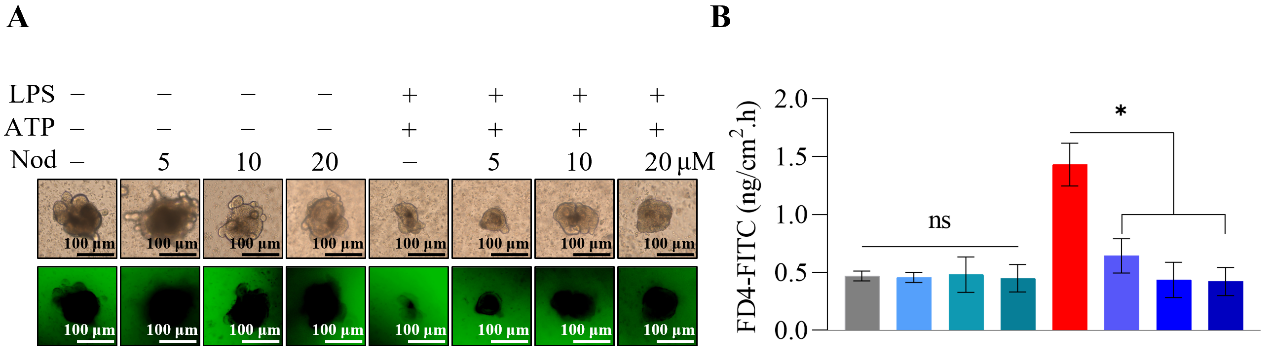 A
LPS – – – – + + + +
ATP – – – – + + + +
Nod – 5 10 20 – 5 10 20 μM
100 μm 100 μm 100 μm 100 μm 100 μm 100 μm 100 μm 100 μm
100 μm 100 μm 100 μm 100 μm 100 μm 100 μm 100 μm 100 μm
B
FD4-FITC (ng/cm².h)
2.0
1.5
1.0
0.5
0.0
ns
*